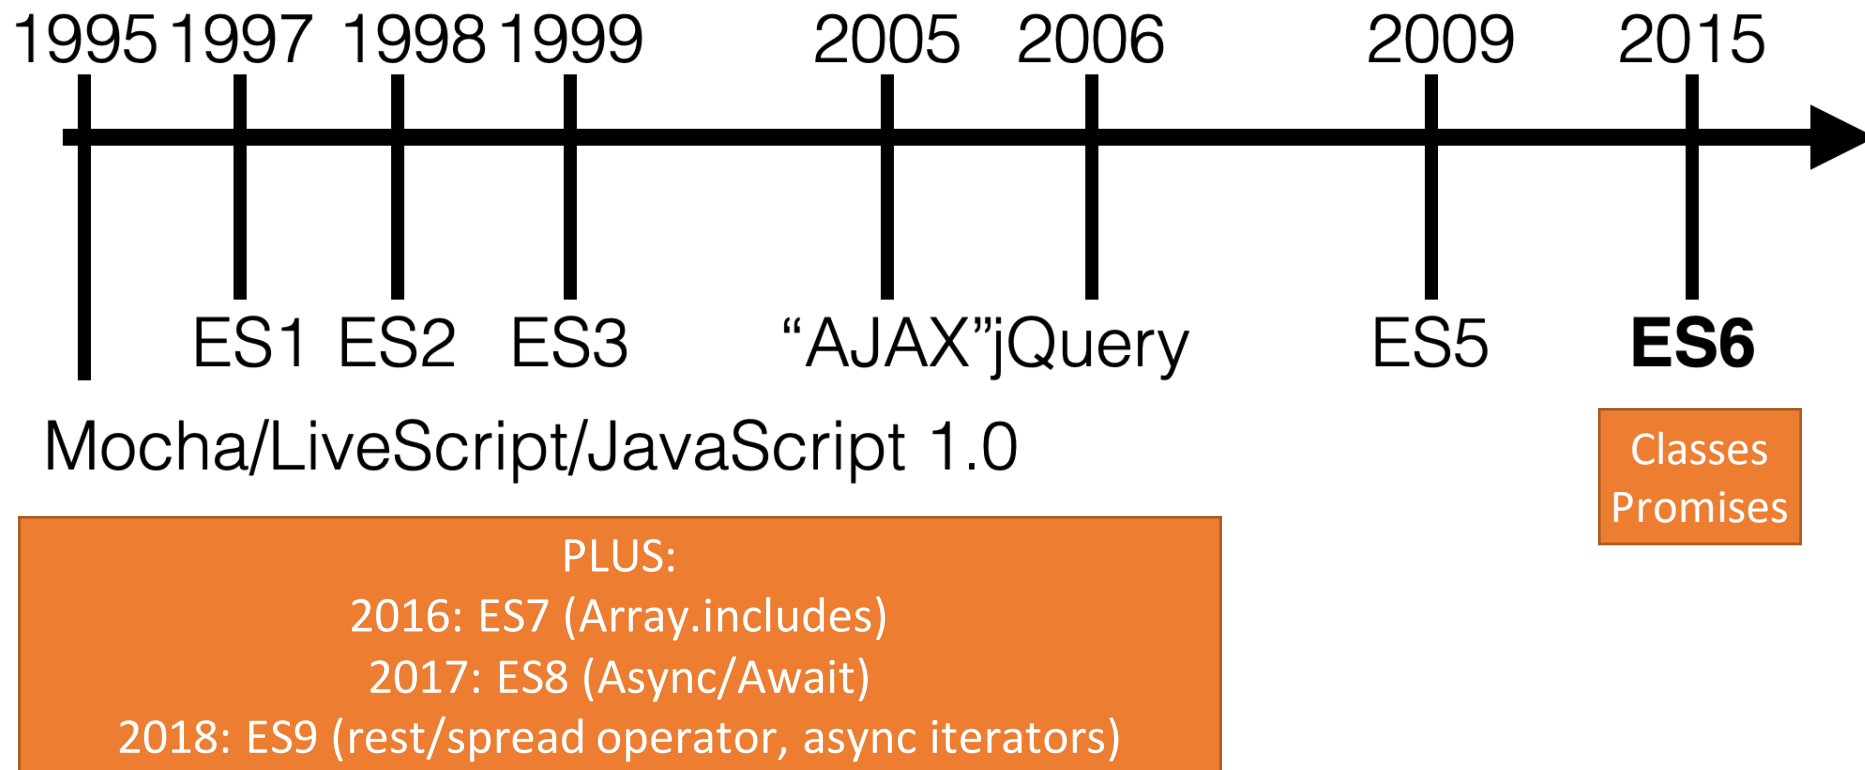 1995 1997 1998 1999 2005 2006 2009 2015
ES1 ES2 ES3 “AJAX” jQuery ES5 ES6
Mocha/LiveScript/JavaScript 1.0
Classes
Promises
PLUS:
2016: ES7 (Array.includes)
2017: ES8 (Async/Await)
2018: ES9 (rest/spread operator, async iterators)